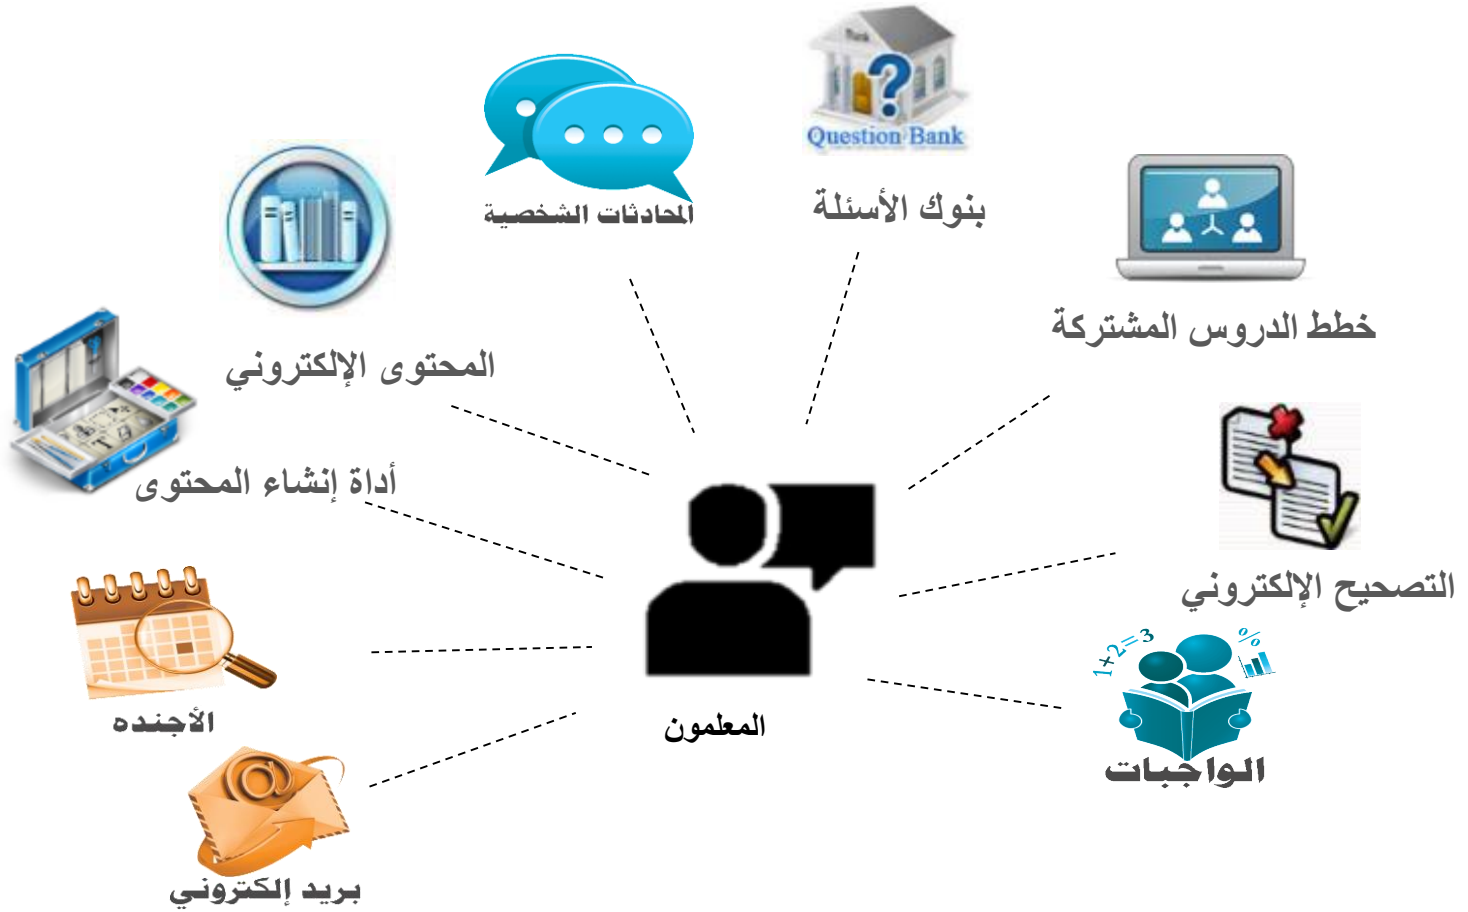 Bank
Question Bank
بنوك الأسئلة
المحادثات الشخصية
خطط الدروس المشتركة
المحتوى الإلكتروني
أداة إنشاء المحتوى
التصحيح الإلكتروني
1+2=3
%
الأجنده
المعلمون
الواجبات
@
بريد إلكتروني